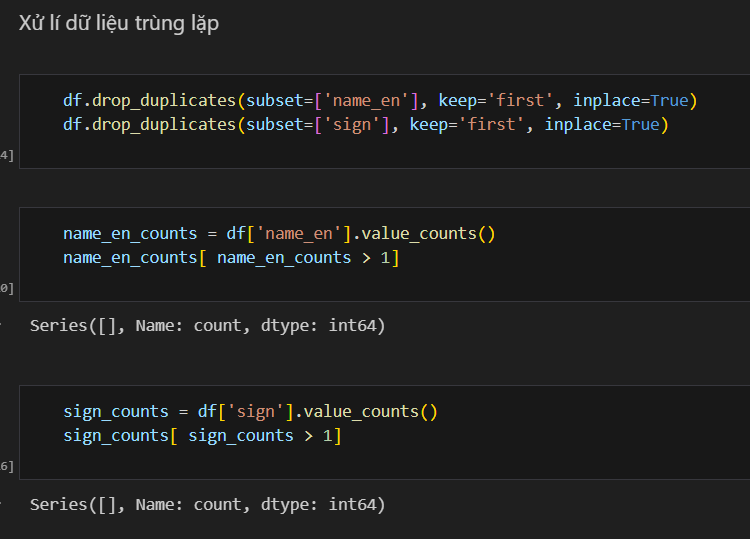 Xử lí dữ liệu trùng lặp
df.drop_duplicates(subset=['name_en'], keep='first', inplace=True)
df.drop_duplicates(subset=['sign'], keep='first', inplace=True)
4]
name_en_counts = df['name_en'].value_counts()
name_en_counts[ name_en_counts > 1]
0]
Series([], Name: count, dtype: int64)
sign_counts = df['sign'].value_counts()
sign_counts[ sign_counts > 1]
6]
Series([], Name: count, dtype: int64)